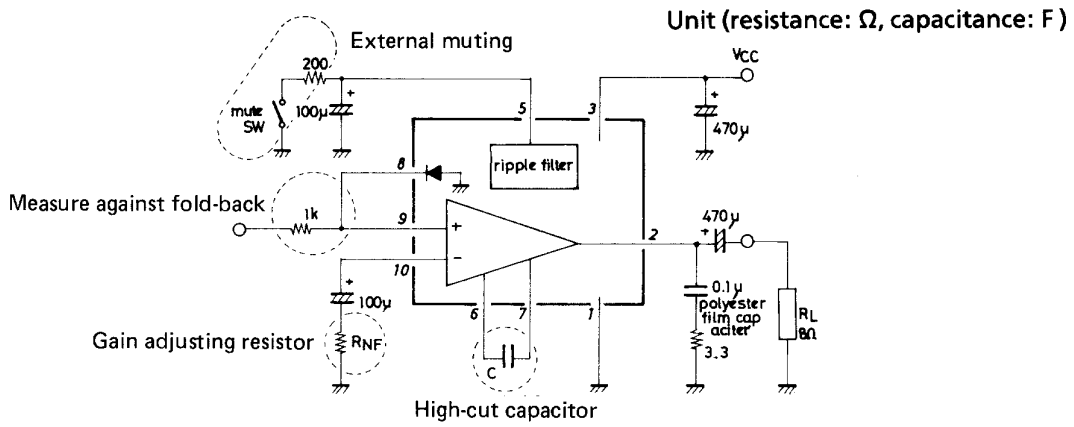 Unit (resistance: Ω, capacitance: F)
External muting
VCC
200
+
100μ
mute
SW
5
3
+
470μ
ripple filter
8
Measure against fold-back
1k
9
+
2
470μ
+
10
−
+
100μ
6
7
1
0.1μ
polyester
film cap
aciter
RL
8Ω
Gain adjusting resistor
RNF
3.3
C
High-cut capacitor